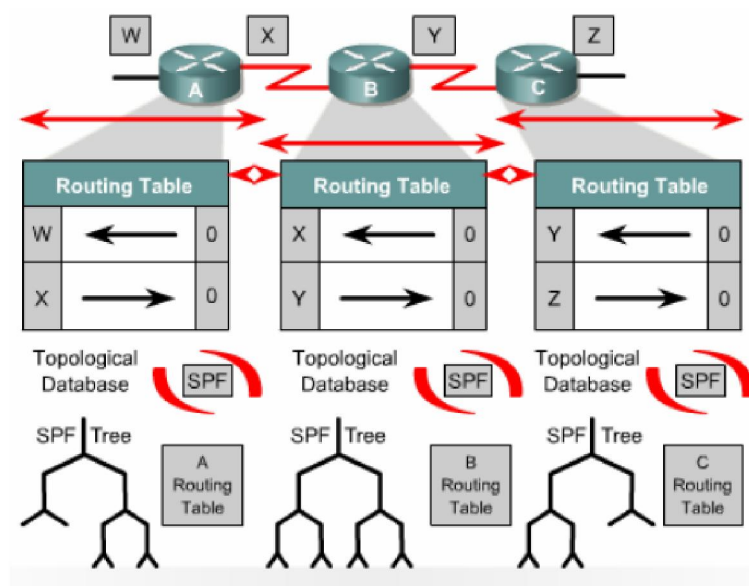 W
X
Y
Z
A
B
C
Routing Table
Routing Table
Routing Table
W 0
X 0
X 0
Y 0
Y 0
Z 0
Topological
Database
SPF
Topological
Database
SPF
Topological
Database
SPF
SPF Tree
A
Routing
Table
SPF Tree
B
Routing
Table
SPF Tree
C
Routing
Table